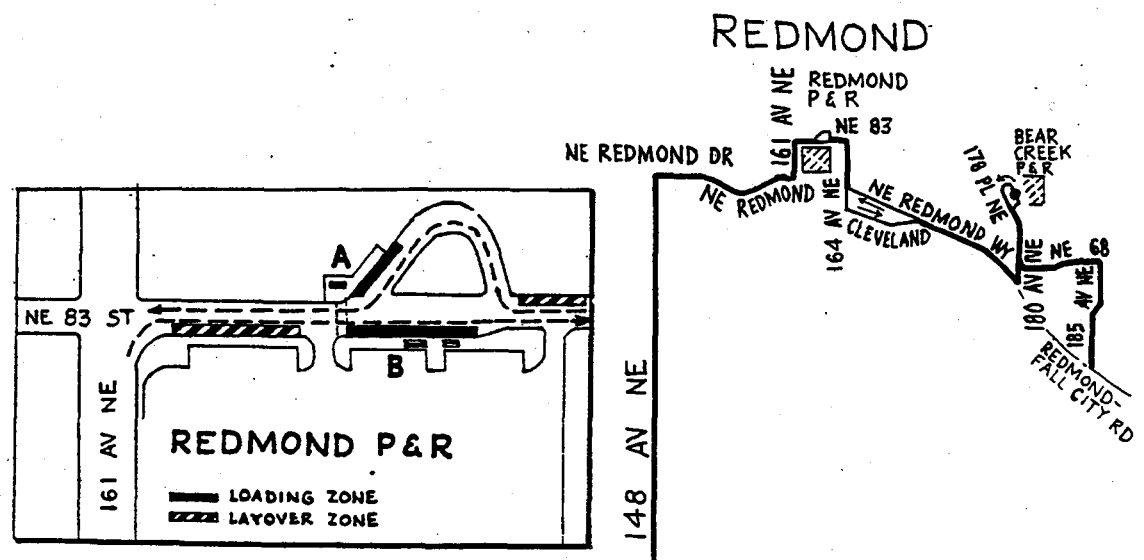 REDMOND
161 AV NE
REDMOND
P & R
NE 83
NE REDMOND DR
BEAR
CREEK
P&R
178 PL NE
NE REDMOND
164 AV NE
NE REDMOND WY
CLEVELAND
180 AV NE
NE 68
185 AV NE
REDMOND-
FALL CITY RD
148 AV NE
A
NE 83 ST
B
161 AV NE
REDMOND P&R
LOADING ZONE
LAYOVER ZONE